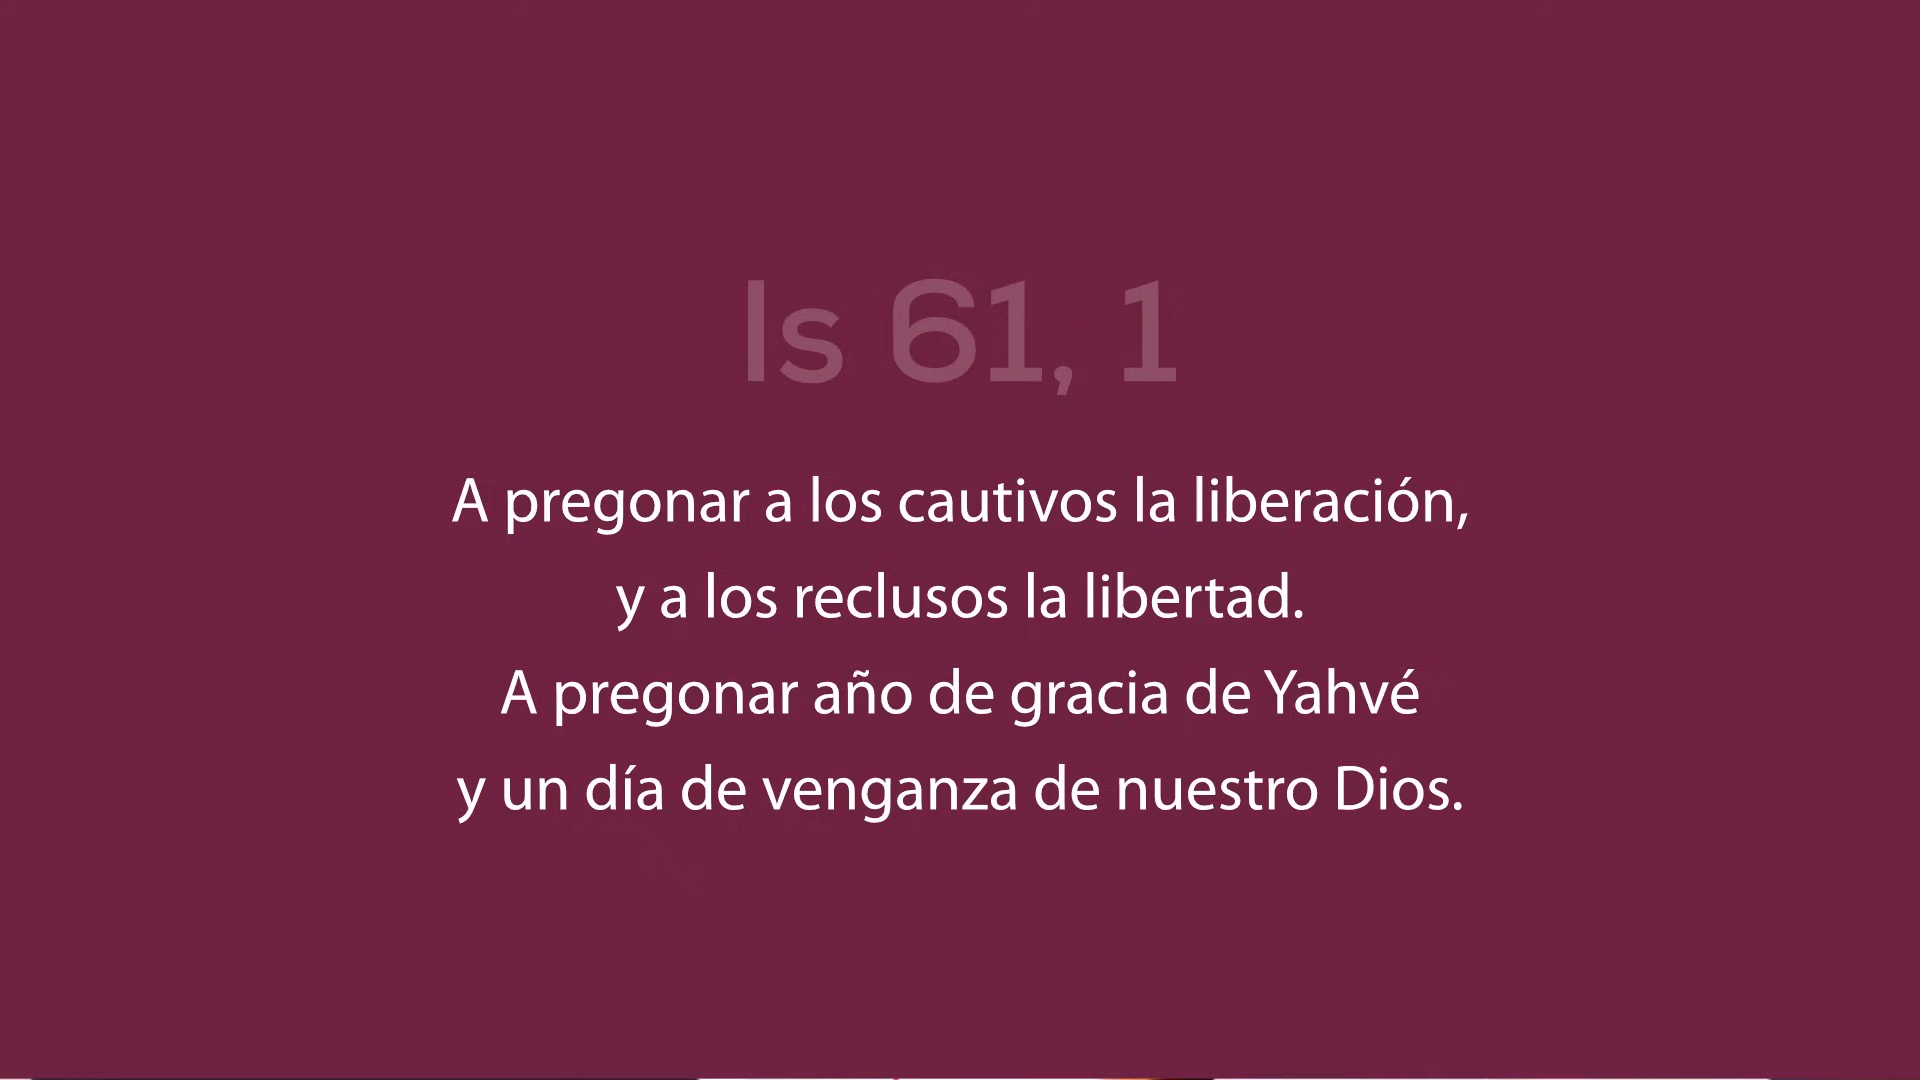 Is 61, 1
A pregonar a los cautivos la liberación,
y a los reclusos la libertad.
A pregonar año de gracia de Yahvé
y un día de venganza de nuestro Dios.